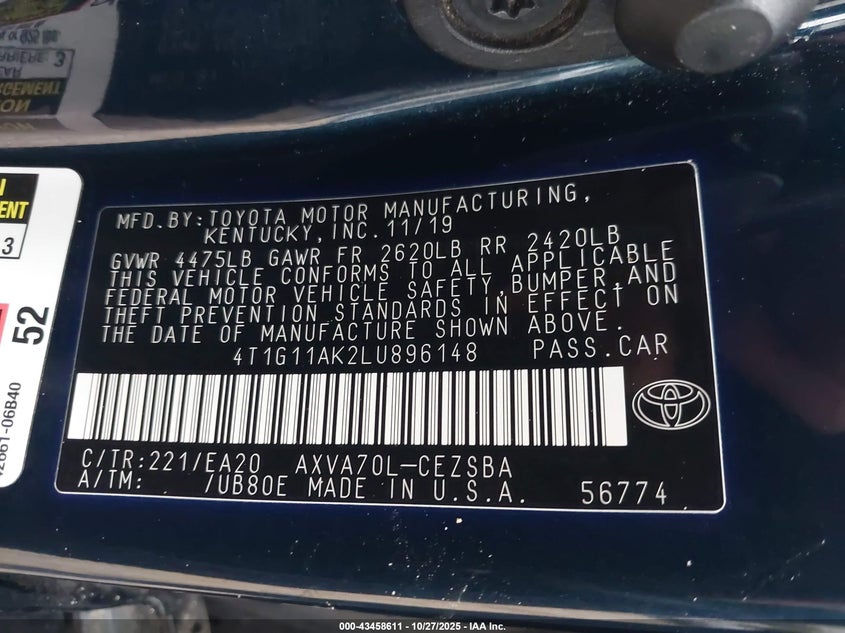 MFD.BY:TOYOTA MOTOR MANUFACTURING,
KENTUCKY,INC.11/19
GVWR 4475LB GAWR FR 2620LB RR 2420LB
THIS VEHICLE CONFORMS TO ALL APPLICABLE
FEDERAL MOTOR VEHICLE SAFETY,BUMPER,AND
THEFT PREVENTION STANDARDS IN EFFECT ON
THE DATE OF MANUFACTURE SHOWN ABOVE.
4T1G11AK2LU896148 PASS.CAR
C/TR:221/EA20 AXVA70L-CEZSBA
A/TM: /UB80E MADE IN U.S.A. 56774
3
52
000-43458611 - 10/27/2025 - IAA Inc.